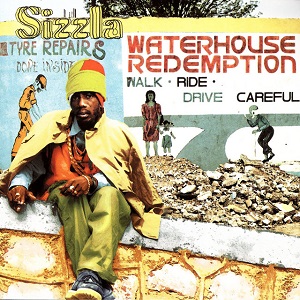 Sizzla
TYRE REPAIRS
DONE INSIDE
WATERHOUSE
REDEMPTION
WALK • RIDE •
DRIVE CAREFUL